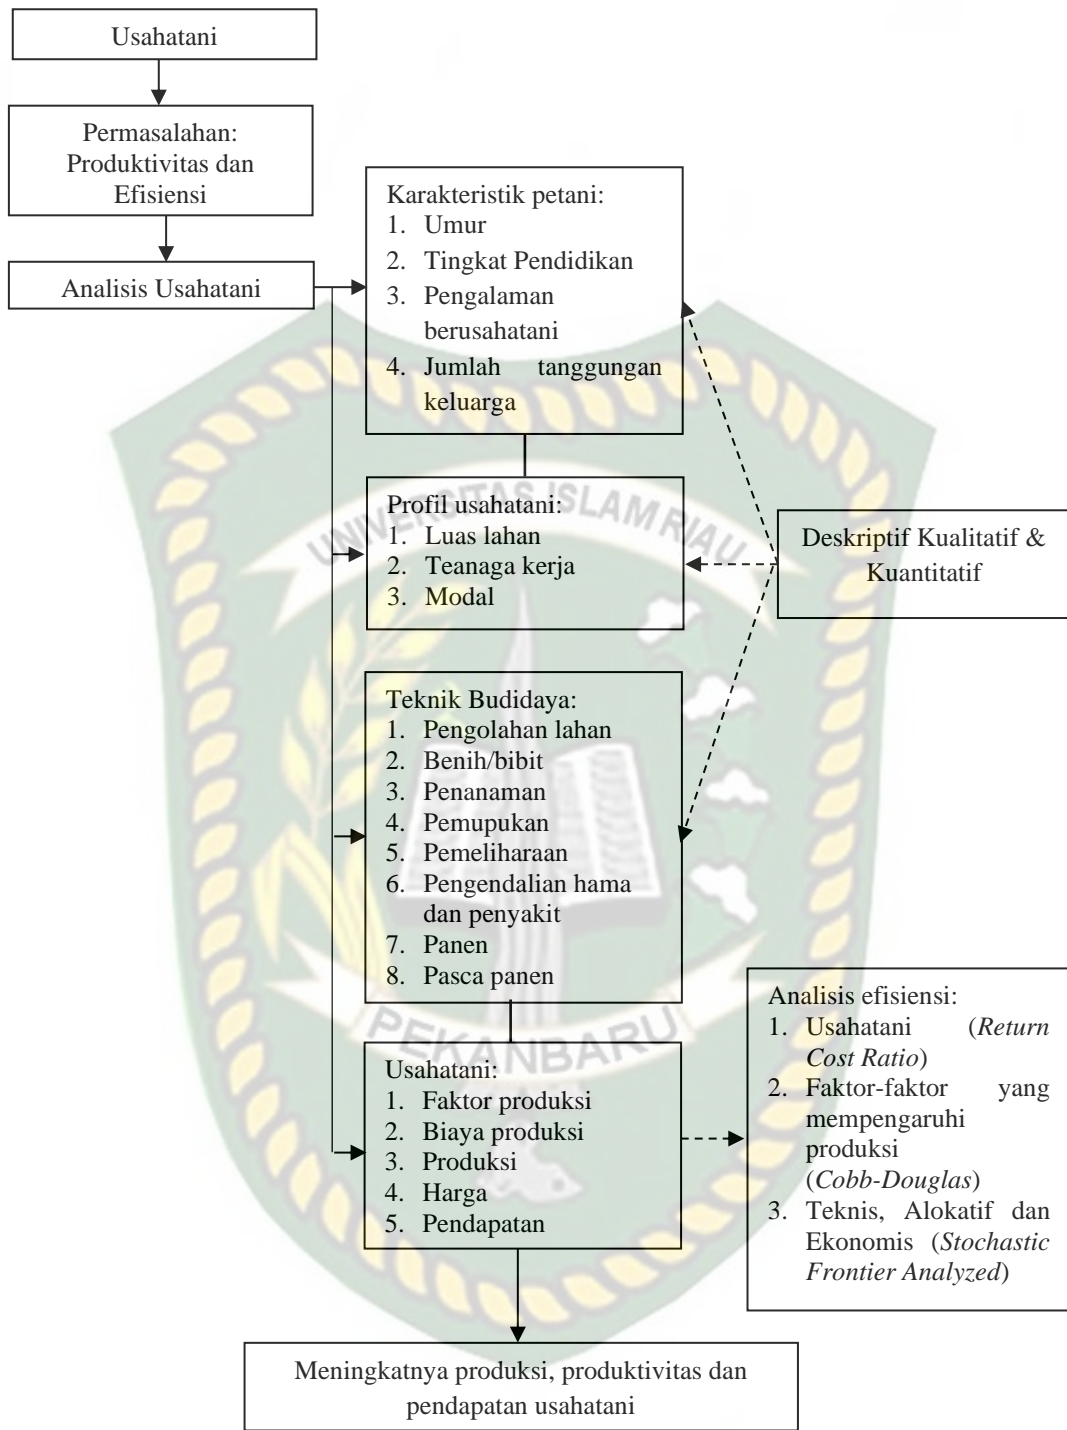 Usahatani
Permasalahan:
Produktivitas dan
Efisiensi
Analisis Usahatani
Karakteristik petani:
1. Umur
2. Tingkat Pendidikan
3. Pengalaman
berusahatani
4. Jumlah tanggungan
keluarga
UNIVERSITAS ISLAM RIAU
Profil usahatani:
1. Luas lahan
2. Teanaga kerja
3. Modal
Deskriptif Kualitatif &
Kuantitatif
Teknik Budidaya:
1. Pengolahan lahan
2. Benih/bibit
3. Penanaman
4. Pemupukan
5. Pemeliharaan
6. Pengendalian hama
dan penyakit
7. Panen
8. Pasca panen
PEKANBARU
Usahatani:
1. Faktor produksi
2. Biaya produksi
3. Produksi
4. Harga
5. Pendapatan
Analisis efisiensi:
1. Usahatani (Return
Cost Ratio)
2. Faktor-faktor yang
mempengaruhi
produksi
(Cobb-Douglas)
3. Teknis, Alokatif dan
Ekonomis (Stochastic
Frontier Analyzed)
Meningkatnya produksi, produktivitas dan
pendapatan usahatani